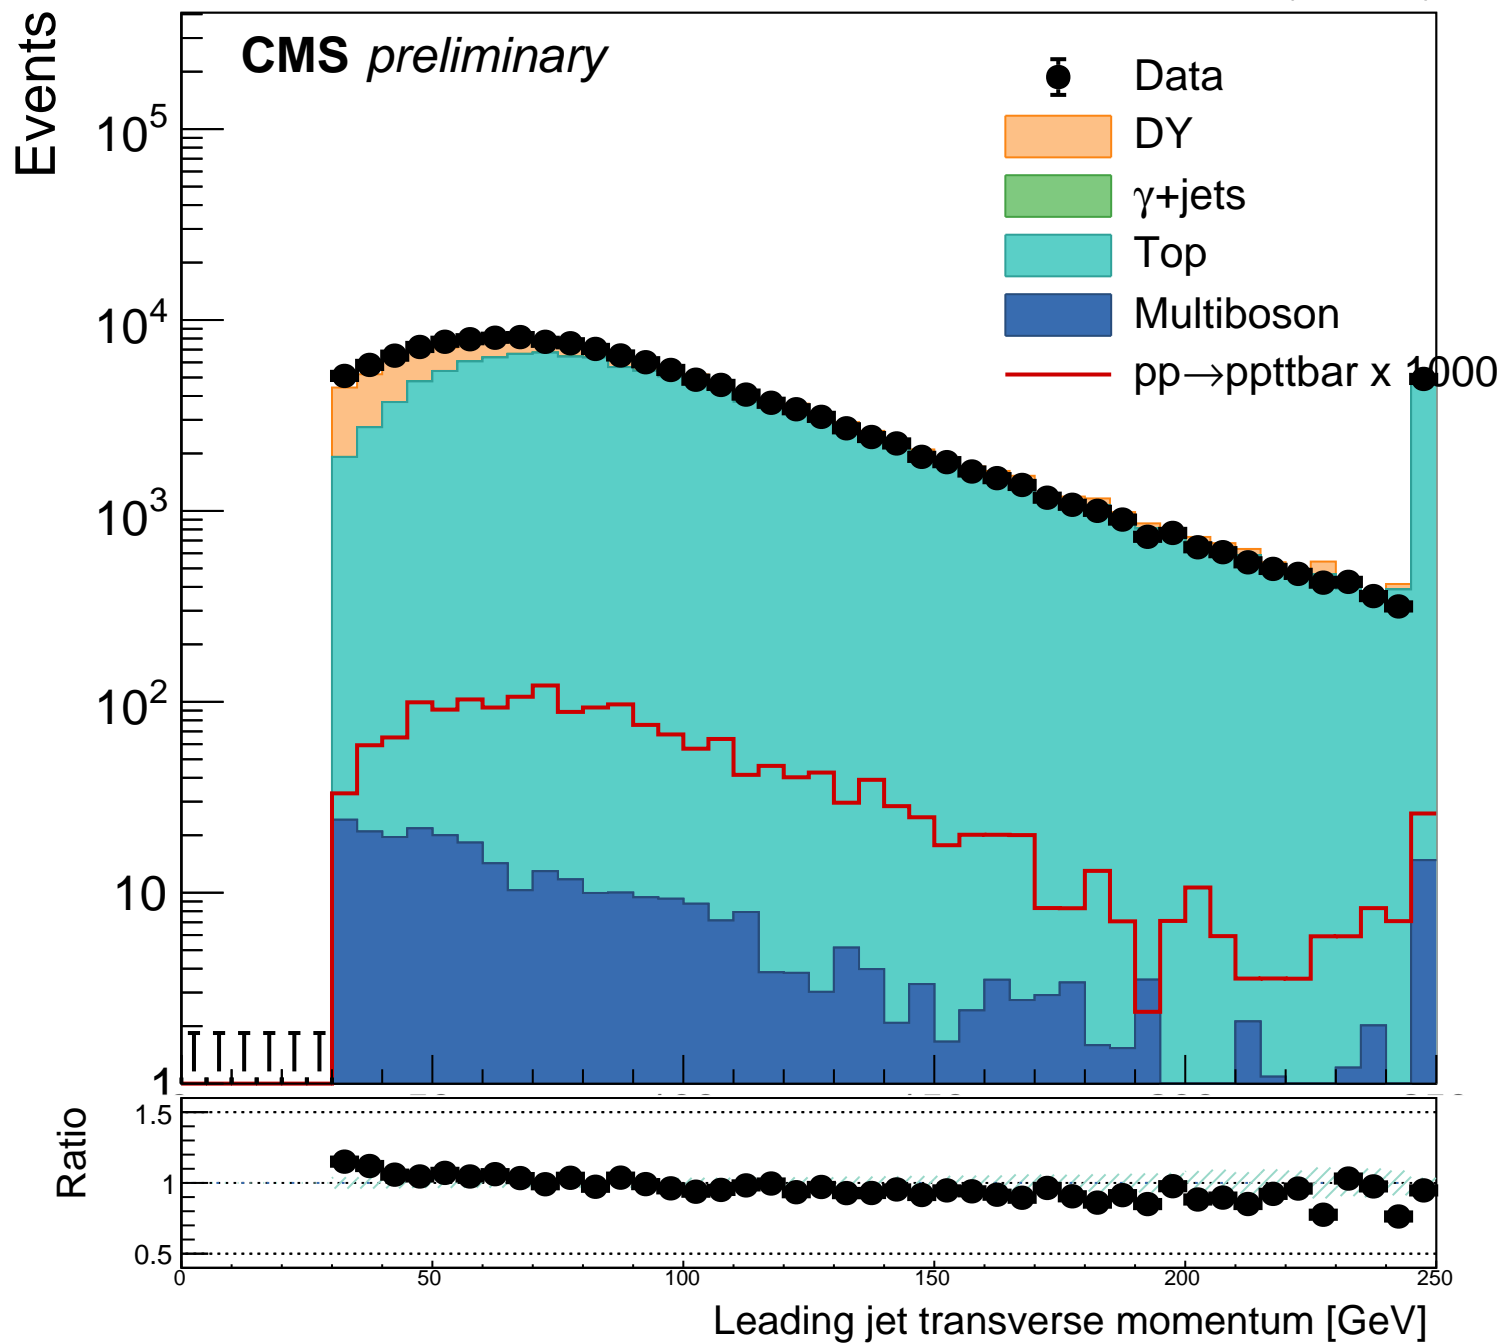 CMS preliminary
Events
Data
DY
γ+jets
Top
Multiboson
pp→ppttbar x 1000
10^5
10^4
10^3
10^2
10
1
Ratio
1.5
1
0.5
0 50 100 150 200 250
Leading jet transverse momentum [GeV]